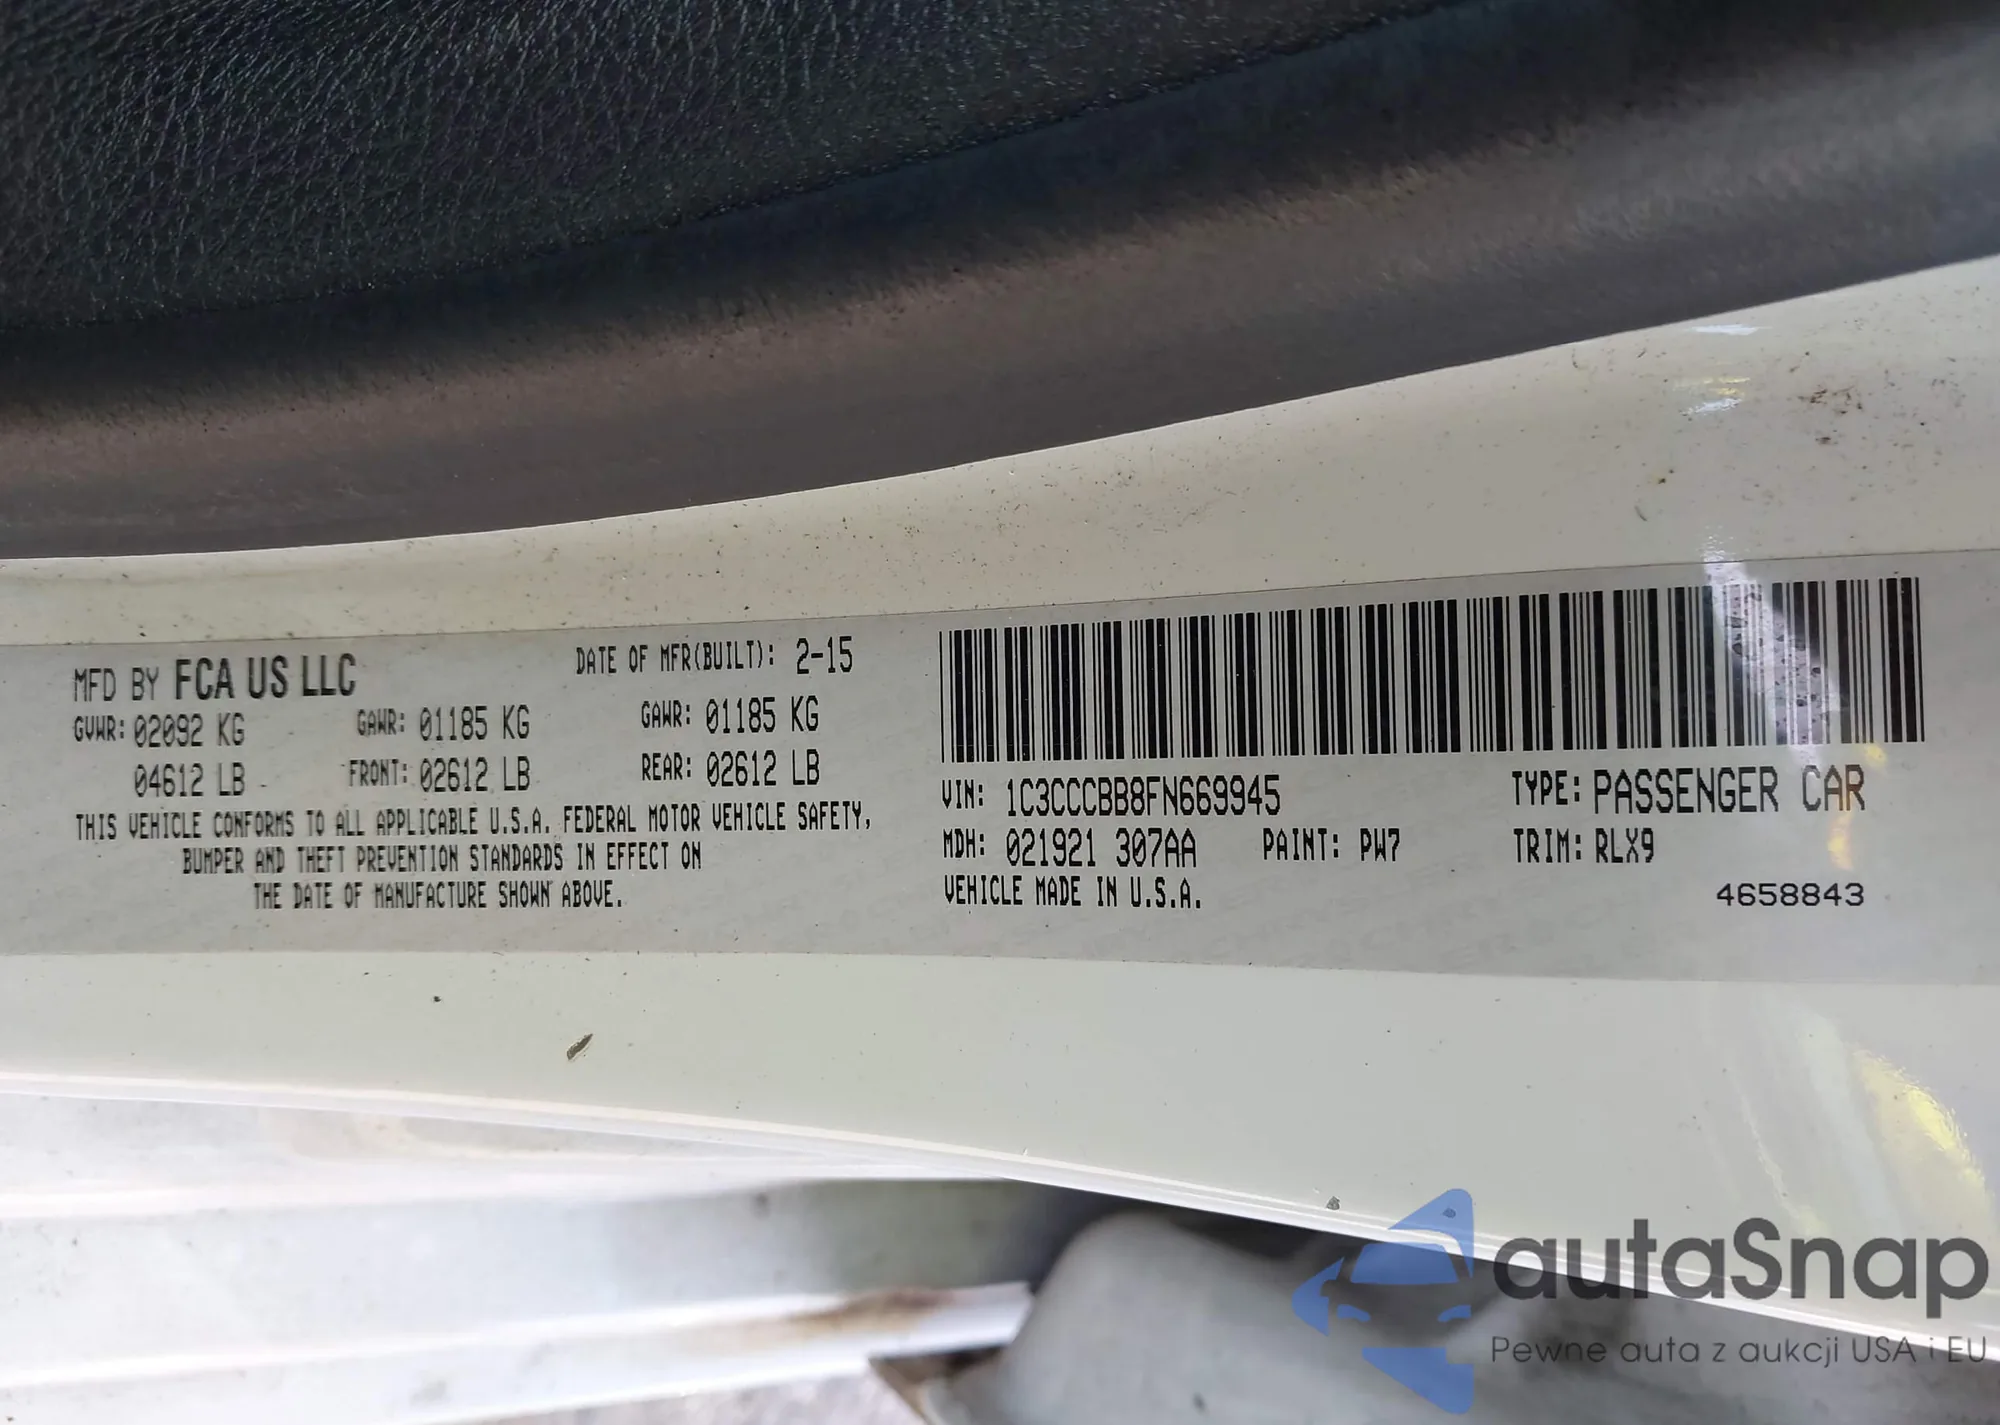 MFD BY FCA US LLC
DATE OF MFR(BUILT): 2-15
GVWR: 02092 KG
GAWR: 01185 KG
GAWR: 01185 KG
04612 LB
FRONT: 02612 LB
REAR: 02612 LB
THIS VEHICLE CONFORMS TO ALL APPLICABLE U.S.A. FEDERAL MOTOR VEHICLE SAFETY,
BUMPER AND THEFT PREVENTION STANDARDS IN EFFECT ON
THE DATE OF MANUFACTURE SHOWN ABOVE.
VIN: 1C3CCCBB8FN669945
TYPE: PASSENGER CAR
MDH: 021921 307AA
PAINT: PW7
TRIM: RLX9
VEHICLE MADE IN U.S.A.
4658843
autaSnap
Pewne auta z aukcji USA i EU